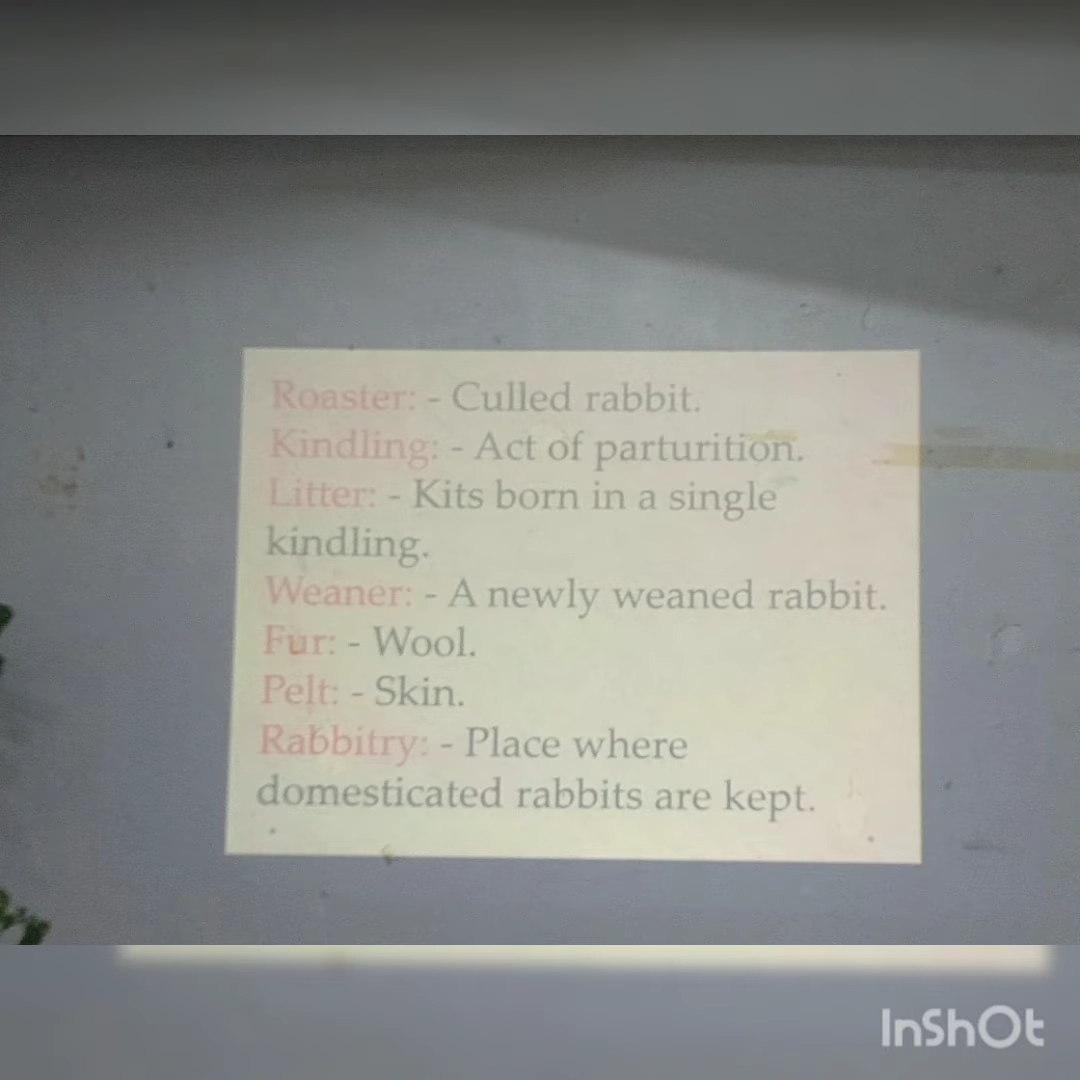 Roaster: - Culled rabbit.
Kindling: - Act of parturition.
Litter: - Kits born in a single
kindling.
Weaner: - A newly weaned rabbit.
Fur: - Wool.
Pelt: - Skin.
Rabbitry: - Place where
domesticated rabbits are kept.
InShOt